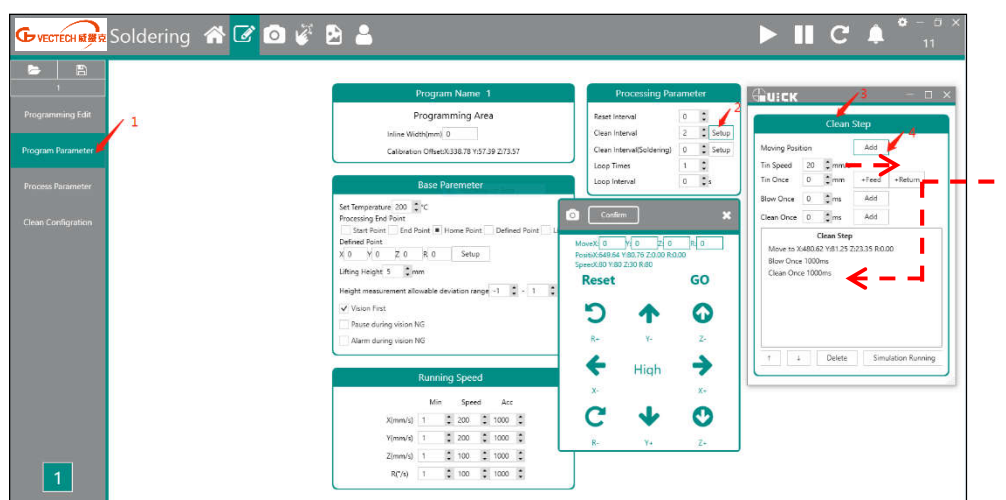 VECTECH 威繼克 Soldering
11
1
Programming Edit
Program Parameter
Process Parameter
Clean Configration
1
1
Program Name 1
Programming Area
Inline Width(mm) 0
Calibration Offset:X:338.78 Y:57.39 Z:73.57
Base Paremeter
Set Temperature: 200 °C
Processing End Point
Start Point End Point Home Point Defined Point
Defined Point
X 0 Y 0 Z 0 R 0 Setup
Lifting Height 5 mm
Height measurement allowable deviation range -1 - 1
Vision First
Pause during vision NG
Alarm during vision NG
Running Speed
Min Speed Acc
X(mm/s) 1 200 1000
Y(mm/s) 1 200 1000
Z(mm/s) 1 100 1000
R(°/s) 1 100 1000
Processing Parameter
2
Reset Interval 0
Clean Interval 2 Setup
Clean Interval(Soldering) 0 Setup
Loop Times 1
Loop Interval 0 s
Confirm
MoveX: 0 Y: 0 Z: 0 R: 0
PositiX:649.64 Y:80.76 Z:0.00 R:0.00
SpeedX:80 Y:80 Z:30 R:80
Reset GO
R+ Y- Z-
High
X- X+
R- Y+ Z+
QUICK
3
Clean Step
4
Moving Position Add
Tin Speed 20 mm/s
Tin Once 0 mm +Feed +Return
Blow Once 0 ms Add
Clean Once 0 ms Add
Clean Step
Move to X:480.62 Y:81.25 Z:23.35 R:0.00
Blow Once 1000ms
Clean Once 1000ms
↑ ↓ Delete Simulation Running